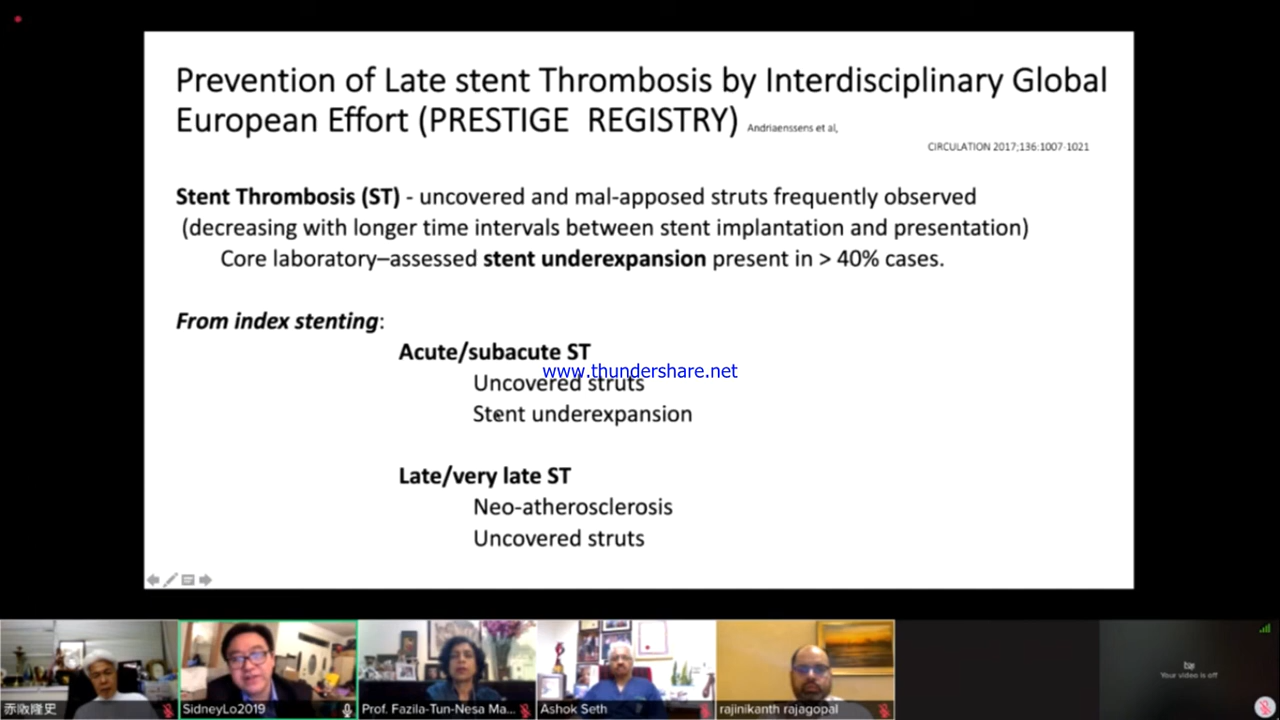 Prevention of Late stent Thrombosis by Interdisciplinary Global
European Effort (PRESTIGE REGISTRY) Andriaenssens et al,
CIRCULATION 2017;136:1007-1021
Stent Thrombosis (ST) - uncovered and mal-apposed struts frequently observed
(decreasing with longer time intervals between stent implantation and presentation)
Core laboratory–assessed stent underexpansion present in > 40% cases.
From index stenting:
Acute/subacute ST
www.thundershare.net
Uncovered struts
Stent underexpansion
Late/very late ST
Neo-atherosclerosis
Uncovered struts
赤阪隆史
SidneyLo2019
Prof. Fazila-Tun-Nesa Ma...
Ashok Seth
rajinikanth rajagopal
Your video is off